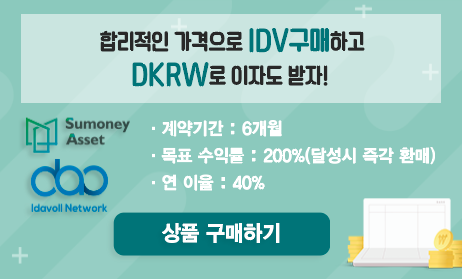 합리적인 가격으로 IDV구매하고
DKRW로 이자도 받자!
Sumoney
Asset
Idavoll Network
· 계약기간 : 6개월
· 목표 수익률 : 200%(달성시 즉각 환매)
· 연 이율 : 40%
상품 구매하기